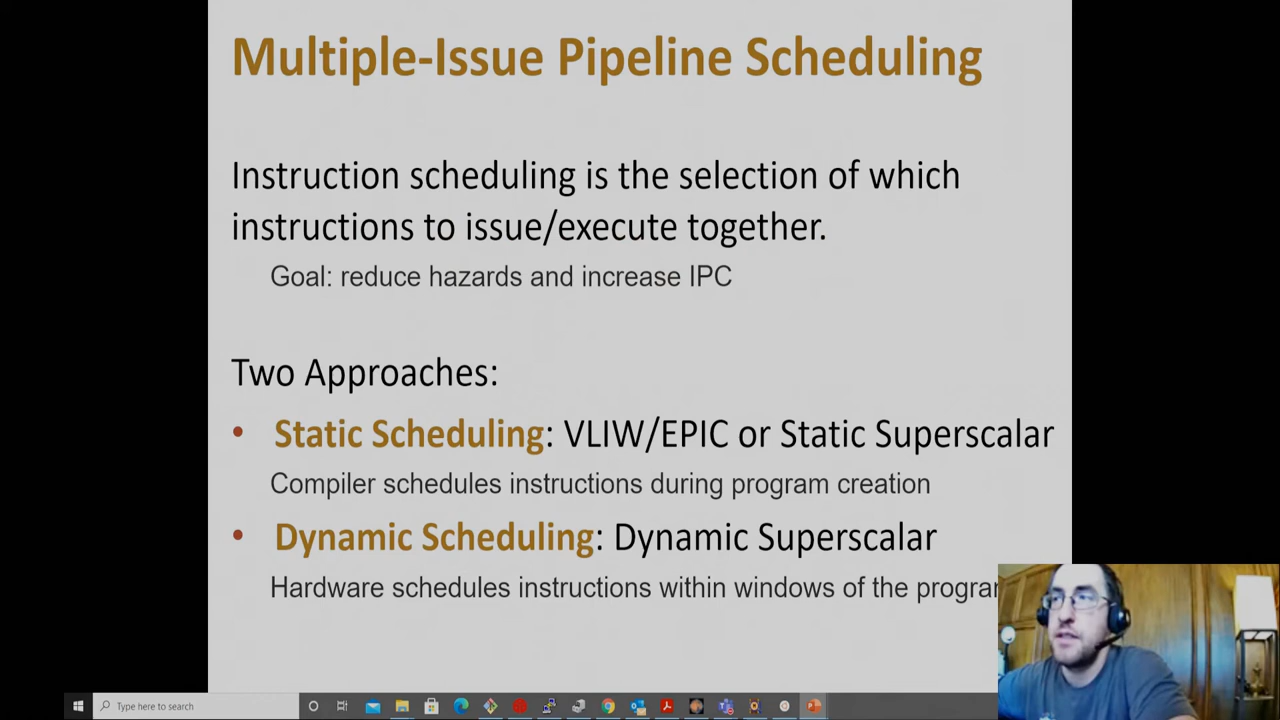 Multiple-Issue Pipeline Scheduling
Instruction scheduling is the selection of which
instructions to issue/execute together.
Goal: reduce hazards and increase IPC
Two Approaches:
• Static Scheduling: VLIW/EPIC or Static Superscalar
Compiler schedules instructions during program creation
• Dynamic Scheduling: Dynamic Superscalar
Hardware schedules instructions within windows of the
Type here to search